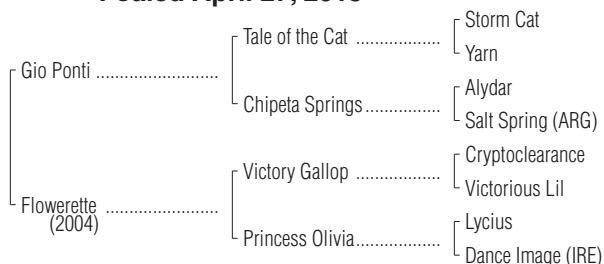 Foaled April 27,
Storm Cat
Tale of the Cat ....................
Yarn
Gio Ponti ............................
Alydar
Chipeta Springs ..................
Salt Spring (ARG)
Cryptoclearance
Victory Gallop ...................
Victorious Lil
Flowerette ..........................
(2004)
Lycius
Princess Olivia....................
Dance Image (IRE)